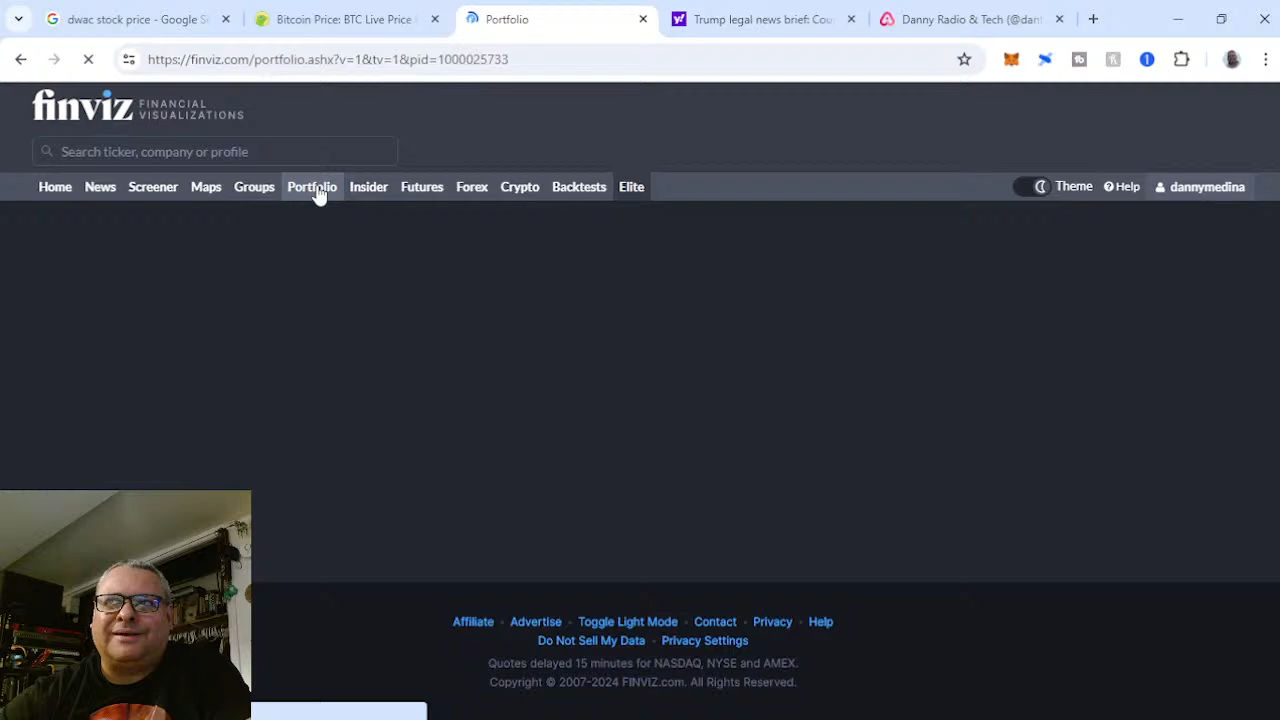 dwac stock price - Google S
Bitcoin Price: BTC Live Price
Portfolio
Trump legal news brief: Cou
Danny Radio & Tech (@dan
https://finviz.com/portfolio.ashx?v=1&tv=1&pid=1000025733
finviz FINANCIAL
VISUALIZATIONS
Search ticker, company or profile
Home News Screener Maps Groups Portfolio Insider Futures Forex Crypto Backtests Elite Theme Help dannymedina
Affiliate • Advertise • Toggle Light Mode • Contact • Privacy • Help
Do Not Sell My Data • Privacy Settings
Quotes delayed 15 minutes for NASDAQ, NYSE and AMEX.
Copyright © 2007-2024 FINVIZ.com. All Rights Reserved.